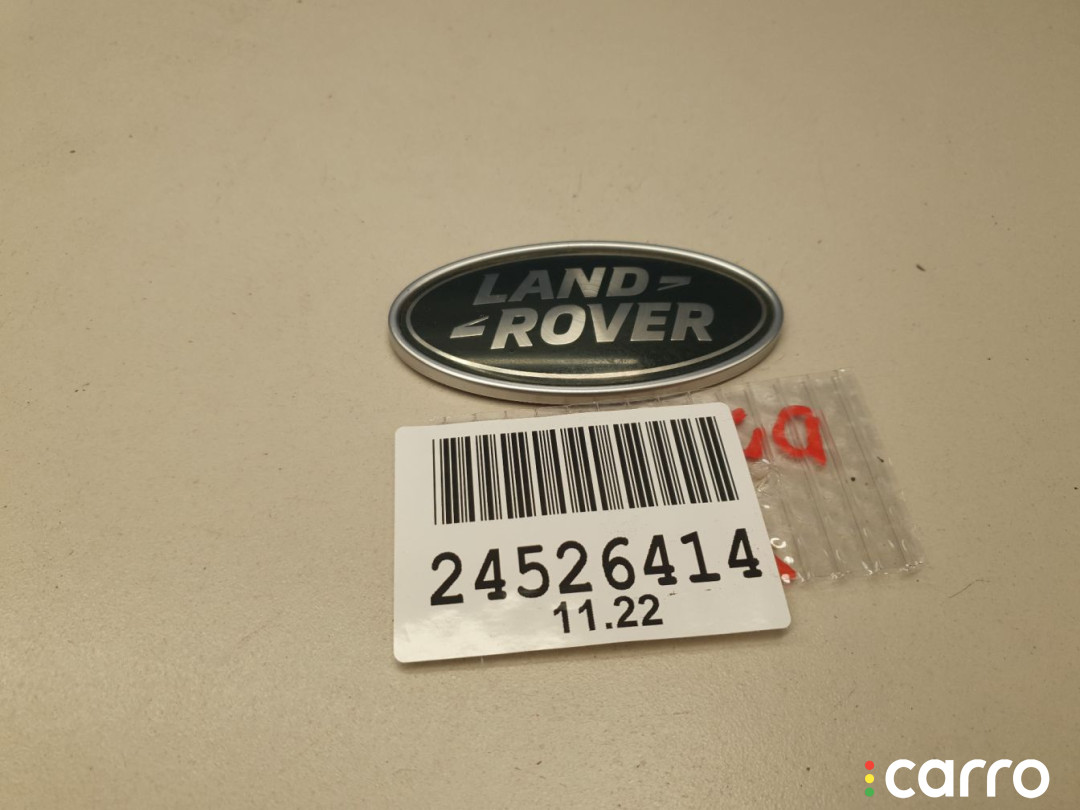 LAND
ROVER
24526414
11.22
carro